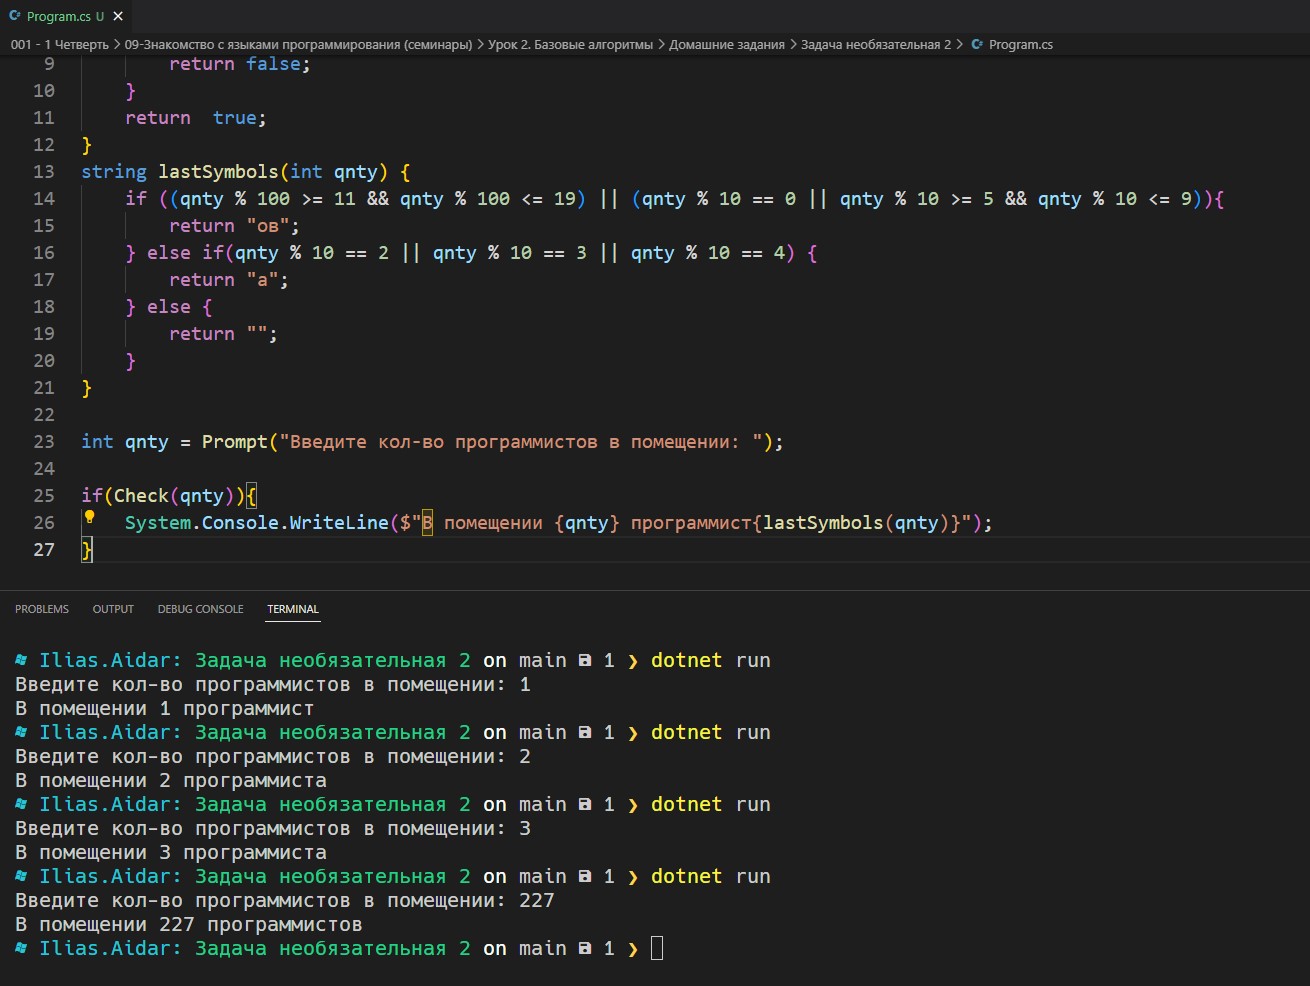 Program.cs U
001 - 1 Четверть > 09-Знакомство с языками программирования (семинары) > Урок 2. Базовые алгоритмы > Домашние задания > Задача необязательная 2 > Program.cs
9 return false;
10 }
11 return  true;
12 }
13 string lastSymbols(int qnty) {
14 if ((qnty % 100 >= 11 && qnty % 100 <= 19) || (qnty % 10 == 0 || qnty % 10 >= 5 && qnty % 10 <= 9)){
15 return "ов";
16 } else if(qnty % 10 == 2 || qnty % 10 == 3 || qnty % 10 == 4) {
17 return "а";
18 } else {
19 return "";
20 }
21 }
22
23 int qnty = Prompt("Введите кол-во программистов в помещении: ");
24
25 if(Check(qnty)){
26 System.Console.WriteLine($"В помещении {qnty} программист{lastSymbols(qnty)}");
27 }
PROBLEMS OUTPUT DEBUG CONSOLE TERMINAL
Ilias.Aidar: Задача необязательная 2 on main 1 ❯ dotnet run
Введите кол-во программистов в помещении: 1
В помещении 1 программист
Ilias.Aidar: Задача необязательная 2 on main 1 ❯ dotnet run
Введите кол-во программистов в помещении: 2
В помещении 2 программиста
Ilias.Aidar: Задача необязательная 2 on main 1 ❯ dotnet run
Введите кол-во программистов в помещении: 3
В помещении 3 программиста
Ilias.Aidar: Задача необязательная 2 on main 1 ❯ dotnet run
Введите кол-во программистов в помещении: 227
В помещении 227 программистов
Ilias.Aidar: Задача необязательная 2 on main 1 ❯